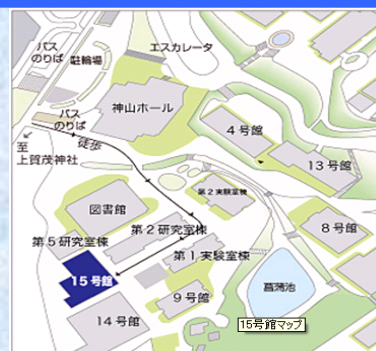 バス
のりば
駐輪場
エスカレータ
バス
のりば
徒歩
至
上賀茂神社
神山ホール
4号館
13号館
第2実験室棟
図書館
第2研究室棟
8号館
第5研究室棟
第1実験室棟
15号館
9号館
菖蒲池
14号館
15号館マップ